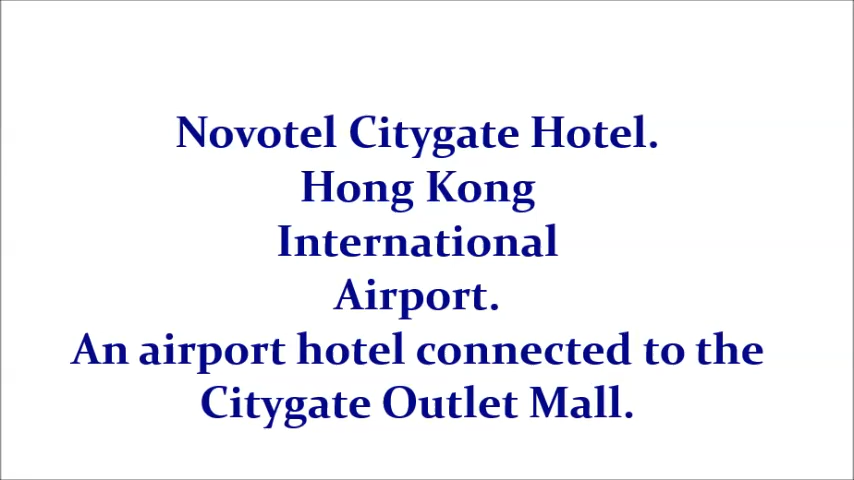 Novotel Citygate Hotel.
Hong Kong
International
Airport.
An airport hotel connected to the
Citygate Outlet Mall.